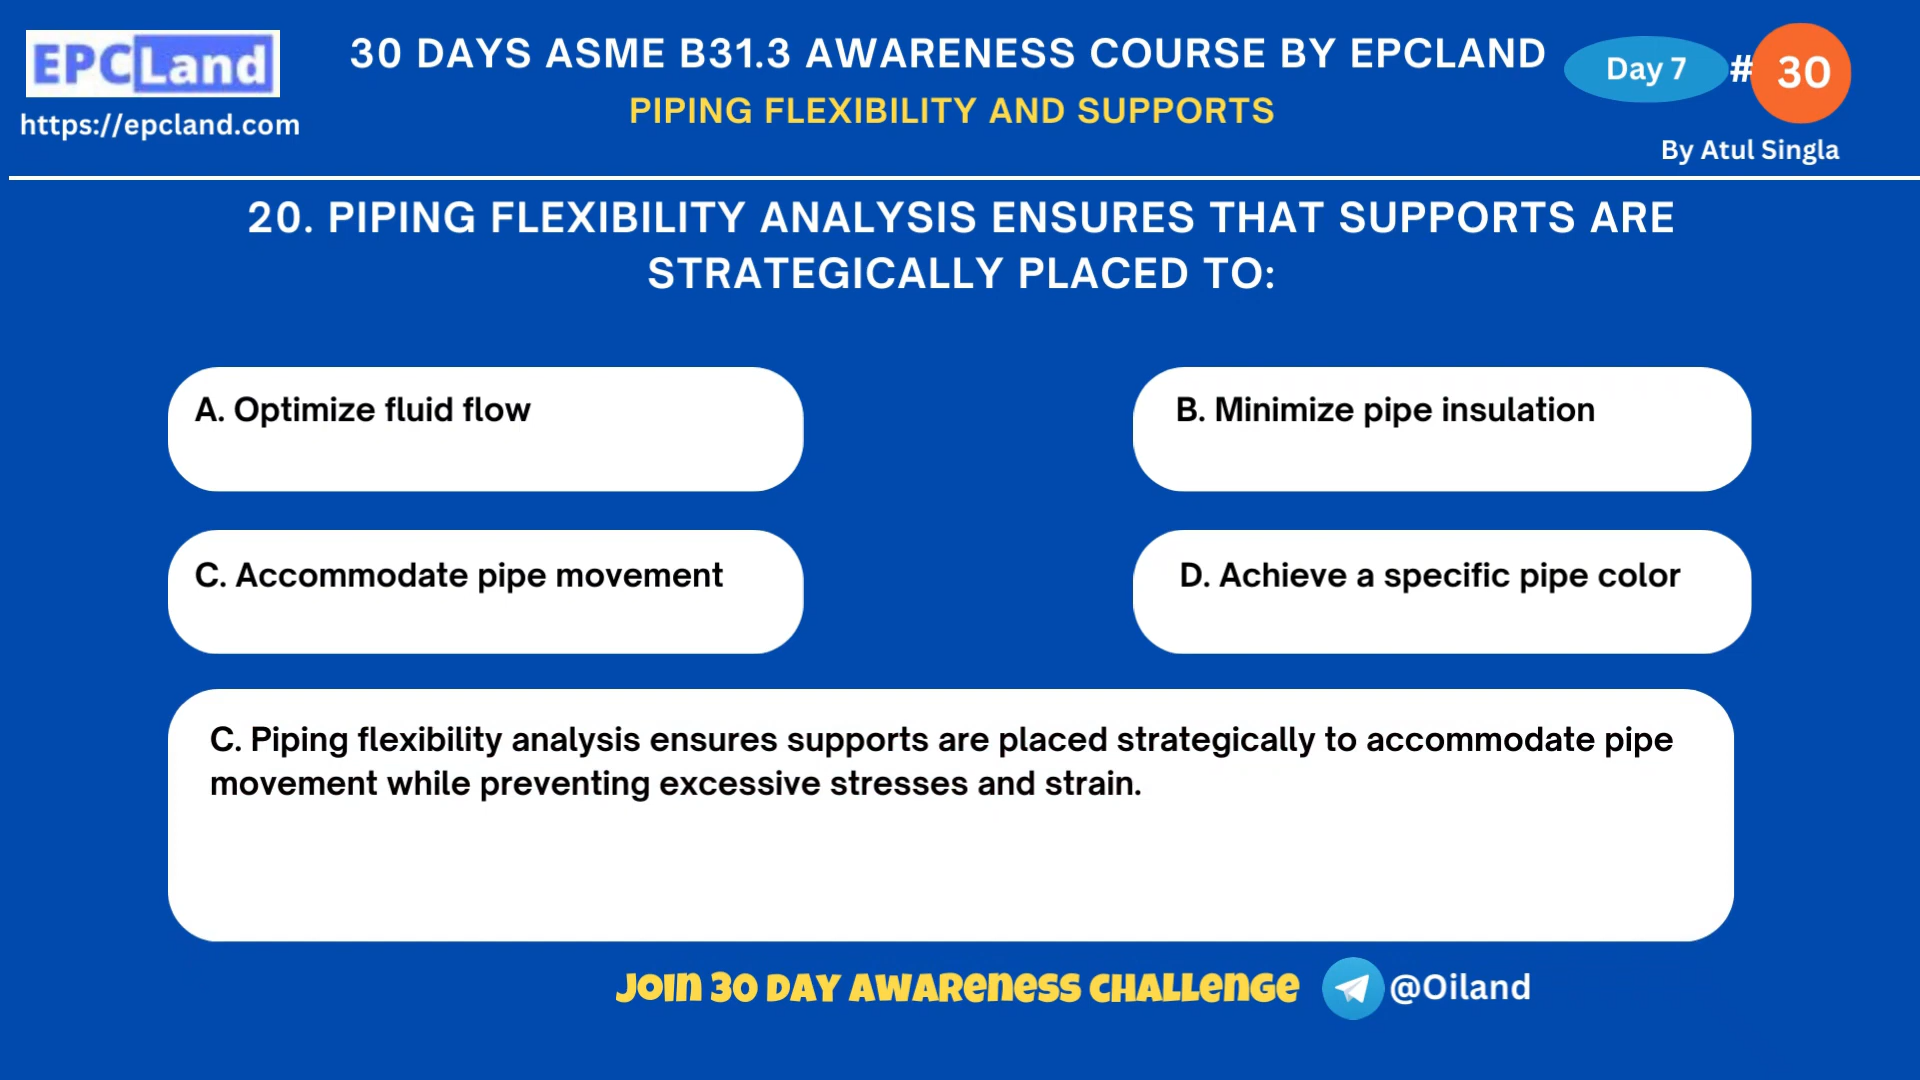 EPCLand
https://epcland.com
30 DAYS ASME B31.3 AWARENESS COURSE BY EPCLAND
PIPING FLEXIBILITY AND SUPPORTS
Day 7 # 30
By Atul Singla
20. PIPING FLEXIBILITY ANALYSIS ENSURES THAT SUPPORTS ARE
STRATEGICALLY PLACED TO:
A. Optimize fluid flow
B. Minimize pipe insulation
C. Accommodate pipe movement
D. Achieve a specific pipe color
C. Piping flexibility analysis ensures supports are placed strategically to accommodate pipe
movement while preventing excessive stresses and strain.
Join 30 Day Awareness Challenge
@Oiland